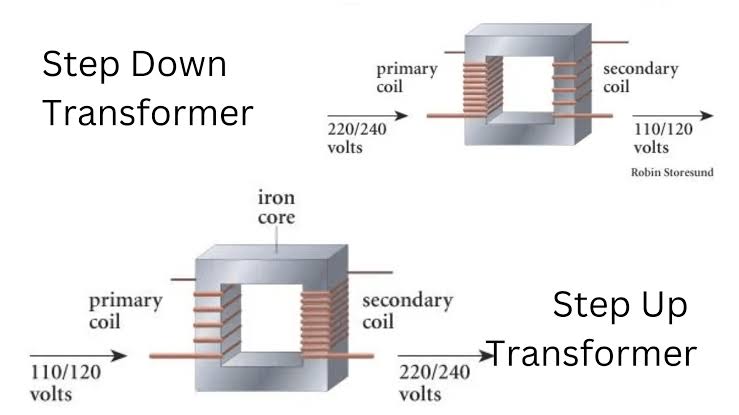 Step Down
Transformer
primary
coil
secondary
coil
220/240
volts
110/120
volts
Robin Storesund
iron
core
primary
coil
secondary
coil
110/120
volts
220/240
volts
Step Up
Transformer